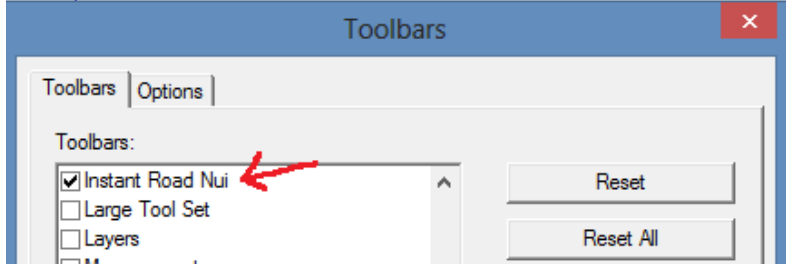 Toolbars
Toolbars Options
Toolbars:
Instant Road Nui
Large Tool Set
Layers
Reset
Reset All